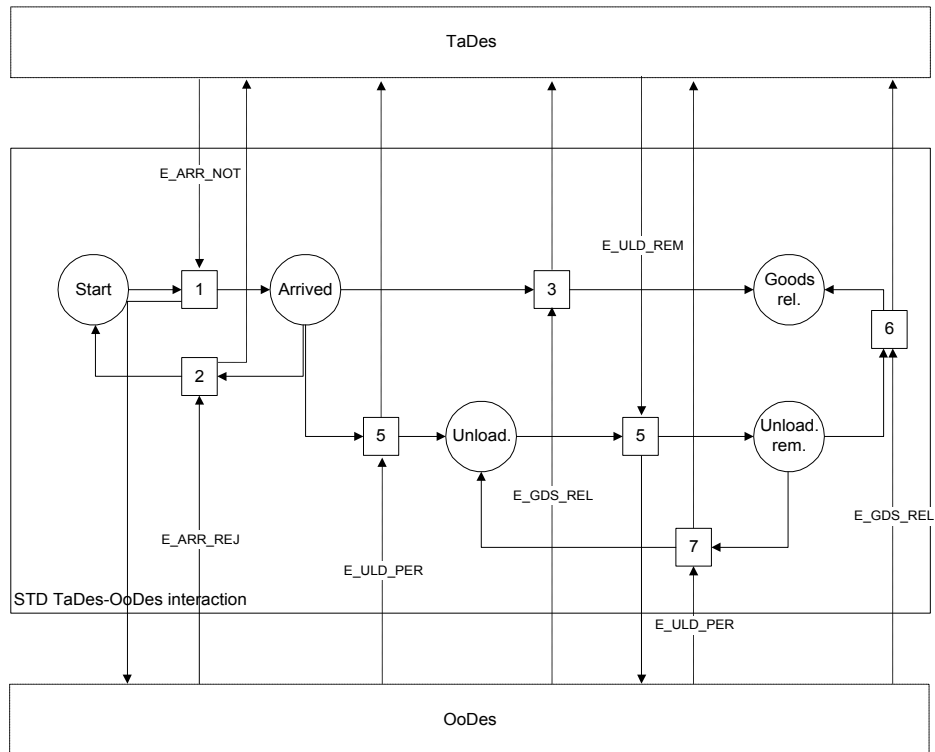 TaDes
E_ARR_NOT
E_ULD_REM
Start
1
Arrived
3
Goods
rel.
6
2
5
Unload.
5
Unload.
rem.
E_GDS_REL
E_GDS_REL
E_ARR_REJ
7
E_ULD_PER
STD TaDes-OoDes interaction
E_ULD_PER
OoDes